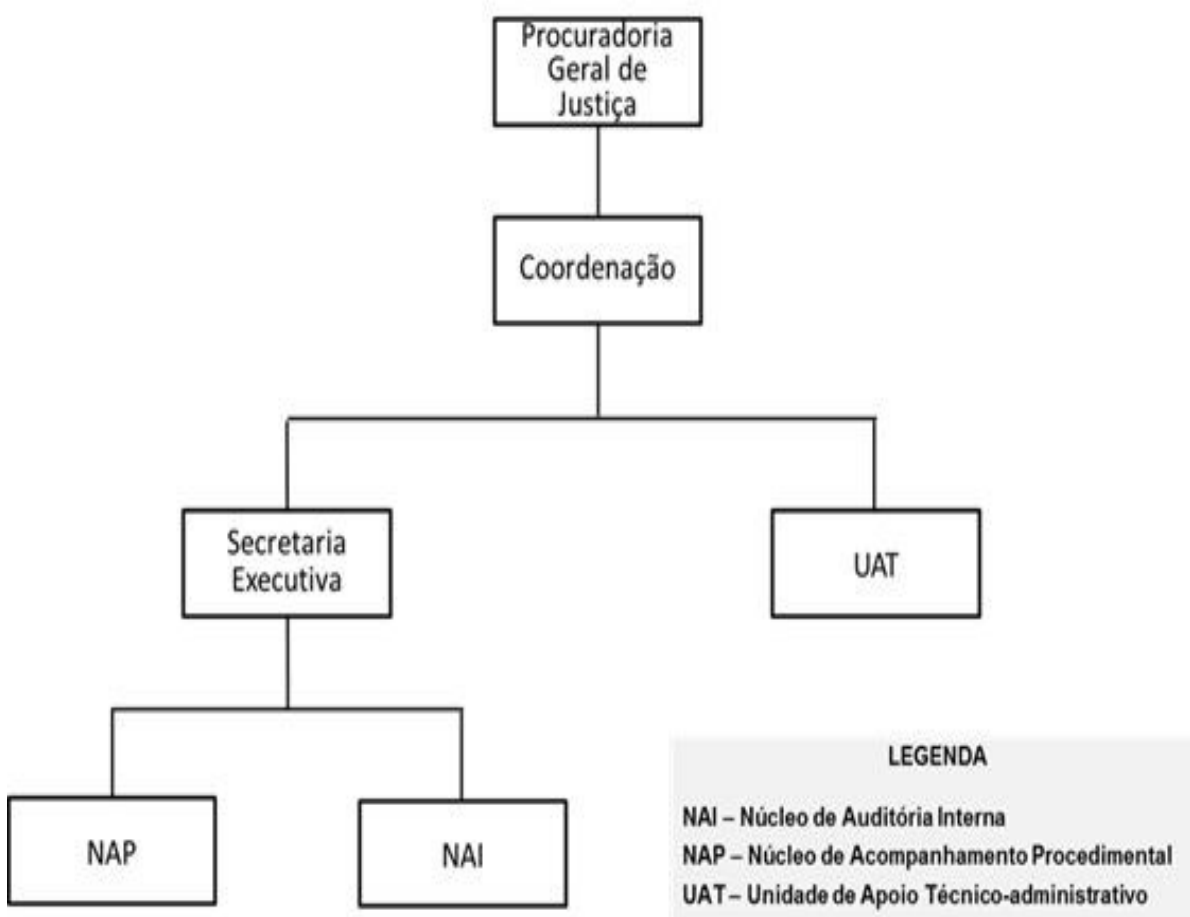 Procuradoria
Geral de
Justiça
Coordenação
Secretaria
Executiva
UAT
NAP
NAI
LEGENDA
NAI – Núcleo de Auditória Interna
NAP – Núcleo de Acompanhamento Procedimental
UAT – Unidade de Apoio Técnico-administrativo